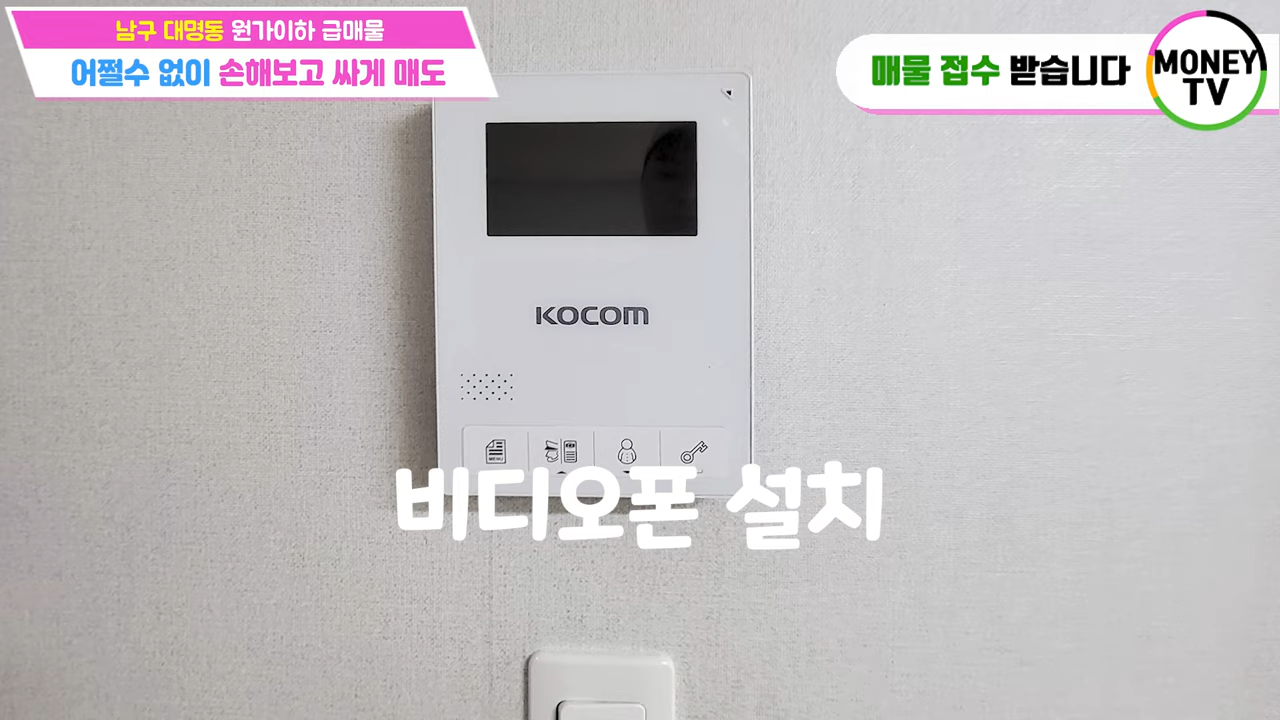 남구 대명동 원가이하 급매물
어쩔수 없이 손해보고 싸게 매도
매물 접수 받습니다
MONEY
TV
KOCOM
비디오폰 설치